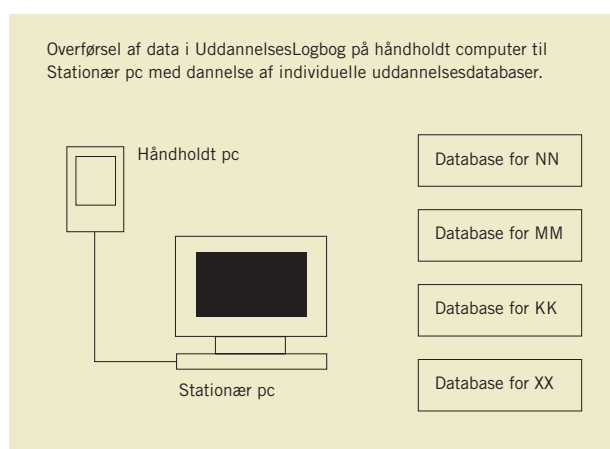 Overførsel af data i UddannelsesLogbog på håndholdt computer til
Stationær pc med dannelse af individuelle uddannelsesdatabaser.
Håndholdt pc
Stationær pc
Database for NN
Database for MM
Database for KK
Database for XX